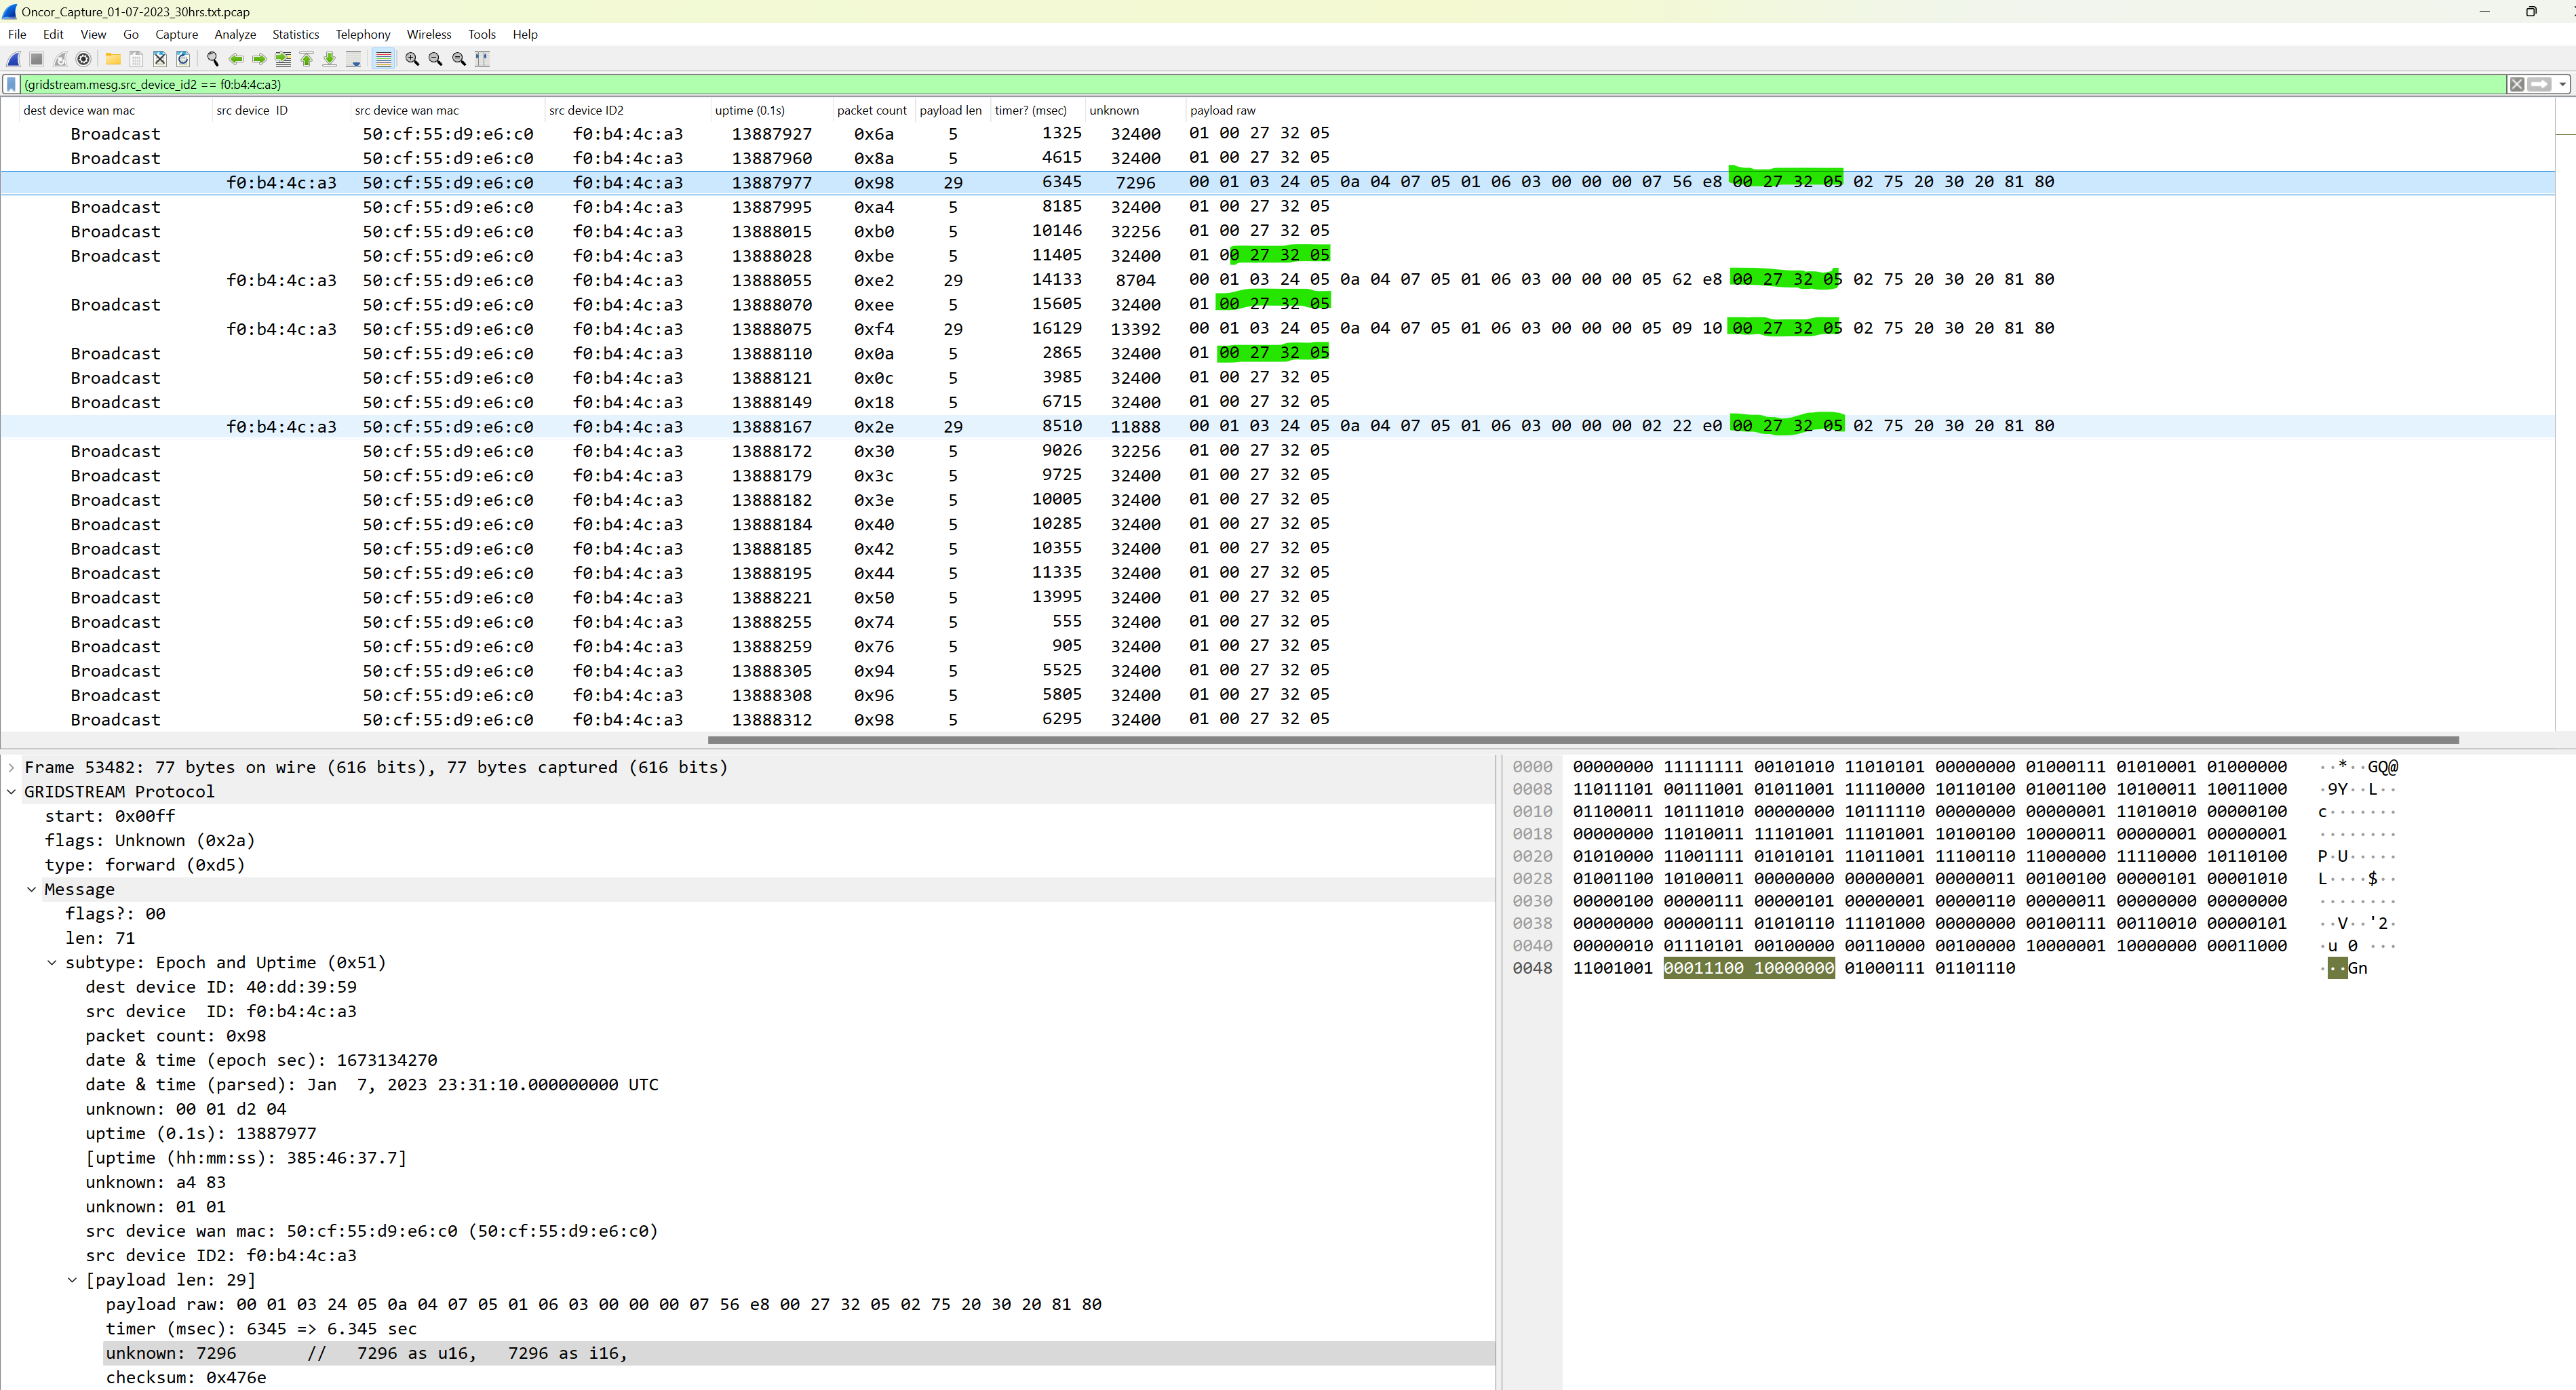 Oncor_Capture_01-07-2023_30hrs.txt.pcap
File Edit View Go Capture Analyze Statistics Telephony Wireless Tools Help
(gridstream.mesg.src_device_id2 == f0:b4:4c:a3)
dest device wan mac src device  ID src device wan mac src device ID2 uptime (0.1s) packet count payload len timer? (msec) unknown payload raw
Broadcast 50:cf:55:d9:e6:c0 f0:b4:4c:a3 13887927 0x6a 5 1325 32400 01 00 27 32 05
Broadcast 50:cf:55:d9:e6:c0 f0:b4:4c:a3 13887960 0x8a 5 4615 32400 01 00 27 32 05
f0:b4:4c:a3 50:cf:55:d9:e6:c0 f0:b4:4c:a3 13887977 0x98 29 6345 7296 00 01 03 24 05 0a 04 07 05 01 06 03 00 00 00 07 56 e8 00 27 32 05 02 75 20 30 20 81 80
Broadcast 50:cf:55:d9:e6:c0 f0:b4:4c:a3 13887995 0xa4 5 8185 32400 01 00 27 32 05
Broadcast 50:cf:55:d9:e6:c0 f0:b4:4c:a3 13888015 0xb0 5 10146 32256 01 00 27 32 05
Broadcast 50:cf:55:d9:e6:c0 f0:b4:4c:a3 13888028 0xbe 5 11405 32400 01 00 27 32 05
f0:b4:4c:a3 50:cf:55:d9:e6:c0 f0:b4:4c:a3 13888055 0xe2 29 14133 8704 00 01 03 24 05 0a 04 07 05 01 06 03 00 00 00 05 62 e8 00 27 32 05 02 75 20 30 20 81 80
Broadcast 50:cf:55:d9:e6:c0 f0:b4:4c:a3 13888070 0xee 5 15605 32400 01 00 27 32 05
f0:b4:4c:a3 50:cf:55:d9:e6:c0 f0:b4:4c:a3 13888075 0xf4 29 16129 13392 00 01 03 24 05 0a 04 07 05 01 06 03 00 00 00 05 09 10 00 27 32 05 02 75 20 30 20 81 80
Broadcast 50:cf:55:d9:e6:c0 f0:b4:4c:a3 13888110 0x0a 5 2865 32400 01 00 27 32 05
Broadcast 50:cf:55:d9:e6:c0 f0:b4:4c:a3 13888121 0x0c 5 3985 32400 01 00 27 32 05
Broadcast 50:cf:55:d9:e6:c0 f0:b4:4c:a3 13888149 0x18 5 6715 32400 01 00 27 32 05
f0:b4:4c:a3 50:cf:55:d9:e6:c0 f0:b4:4c:a3 13888167 0x2e 29 8510 11888 00 01 03 24 05 0a 04 07 05 01 06 03 00 00 00 02 22 e0 00 27 32 05 02 75 20 30 20 81 80
Broadcast 50:cf:55:d9:e6:c0 f0:b4:4c:a3 13888172 0x30 5 9026 32256 01 00 27 32 05
Broadcast 50:cf:55:d9:e6:c0 f0:b4:4c:a3 13888179 0x3c 5 9725 32400 01 00 27 32 05
Broadcast 50:cf:55:d9:e6:c0 f0:b4:4c:a3 13888182 0x3e 5 10005 32400 01 00 27 32 05
Broadcast 50:cf:55:d9:e6:c0 f0:b4:4c:a3 13888184 0x40 5 10285 32400 01 00 27 32 05
Broadcast 50:cf:55:d9:e6:c0 f0:b4:4c:a3 13888185 0x42 5 10355 32400 01 00 27 32 05
Broadcast 50:cf:55:d9:e6:c0 f0:b4:4c:a3 13888195 0x44 5 11335 32400 01 00 27 32 05
Broadcast 50:cf:55:d9:e6:c0 f0:b4:4c:a3 13888221 0x50 5 13995 32400 01 00 27 32 05
Broadcast 50:cf:55:d9:e6:c0 f0:b4:4c:a3 13888255 0x74 5 555 32400 01 00 27 32 05
Broadcast 50:cf:55:d9:e6:c0 f0:b4:4c:a3 13888259 0x76 5 905 32400 01 00 27 32 05
Broadcast 50:cf:55:d9:e6:c0 f0:b4:4c:a3 13888305 0x94 5 5525 32400 01 00 27 32 05
Broadcast 50:cf:55:d9:e6:c0 f0:b4:4c:a3 13888308 0x96 5 5805 32400 01 00 27 32 05
Broadcast 50:cf:55:d9:e6:c0 f0:b4:4c:a3 13888312 0x98 5 6295 32400 01 00 27 32 05
Frame 53482: 77 bytes on wire (616 bits), 77 bytes captured (616 bits)
GRIDSTREAM Protocol
start: 0x00ff
flags: Unknown (0x2a)
type: forward (0xd5)
Message
flags?: 00
len: 71
subtype: Epoch and Uptime (0x51)
dest device ID: 40:dd:39:59
src device  ID: f0:b4:4c:a3
packet count: 0x98
date & time (epoch sec): 1673134270
date & time (parsed): Jan  7, 2023 23:31:10.000000000 UTC
unknown: 00 01 d2 04
uptime (0.1s): 13887977
[uptime (hh:mm:ss): 385:46:37.7]
unknown: a4 83
unknown: 01 01
src device wan mac: 50:cf:55:d9:e6:c0 (50:cf:55:d9:e6:c0)
src device ID2: f0:b4:4c:a3
[payload len: 29]
payload raw: 00 01 03 24 05 0a 04 07 05 01 06 03 00 00 00 07 56 e8 00 27 32 05 02 75 20 30 20 81 80
timer (msec): 6345 => 6.345 sec
unknown: 7296 // 7296 as u16, 7296 as i16,
checksum: 0x476e
0000 00000000 11111111 00101010 11010101 00000000 01000111 01010001 01000000 ··*··GQ@
0008 11011101 00111001 01011001 11110000 10110100 01001100 10100011 10011000 ·9Y··L··
0010 01100011 10111110 00000000 10111110 00000000 00000001 11010010 00000100 c·······
0018 00000000 11010011 11101001 11101001 10100100 10000011 00000001 00000001 ········
0020 01010000 11001111 01010101 11011001 11100110 11000000 11110000 10110100 P·U·····
0028 01001100 10100011 00000000 00000001 00000011 00100100 00000101 00001010 L····$··
0030 00000100 00000111 00000101 00000001 00000110 00000011 00000000 00000000 ········
0038 00000000 00000111 01010110 11101000 00000000 00100111 00110010 00000101 ··V··'2·
0040 00000010 01110101 00100000 00110000 00100000 10000001 10000000 00011000 ·u 0 ···
0048 11001001 00011100 10000000 01000111 01101110 ···Gn